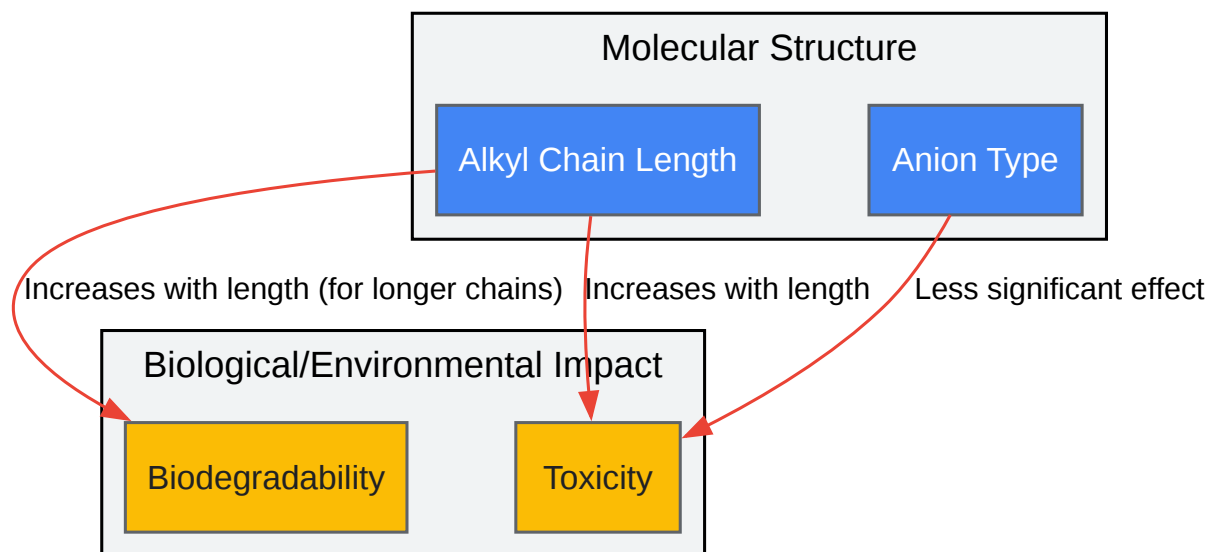 Molecular Structure
Alkyl Chain Length
Anion Type
Increases with length (for longer chains)
Increases with length
Less significant effect
Biological/Environmental Impact
Biodegradability
Toxicity